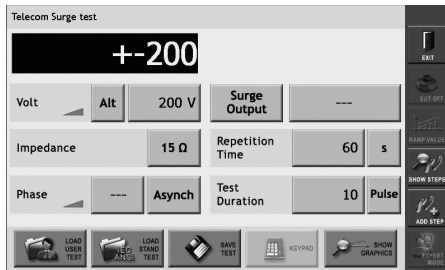 Telecom Surge test
+-200
EXIT
Volt Alt 200 V Surge Output ---
EUT OFF
RAMP VALUE
Impedance 15 Ω Repetition Time 60 s
SHOW STEPS
Phase --- Asynch Test Duration 10 Pulse
ADD STEP
LOAD USER TEST
IEC ANSI LOAD STAND TEST
SAVE TEST
KEYPAD
SHOW GRAPHICS
EXPERT MODE